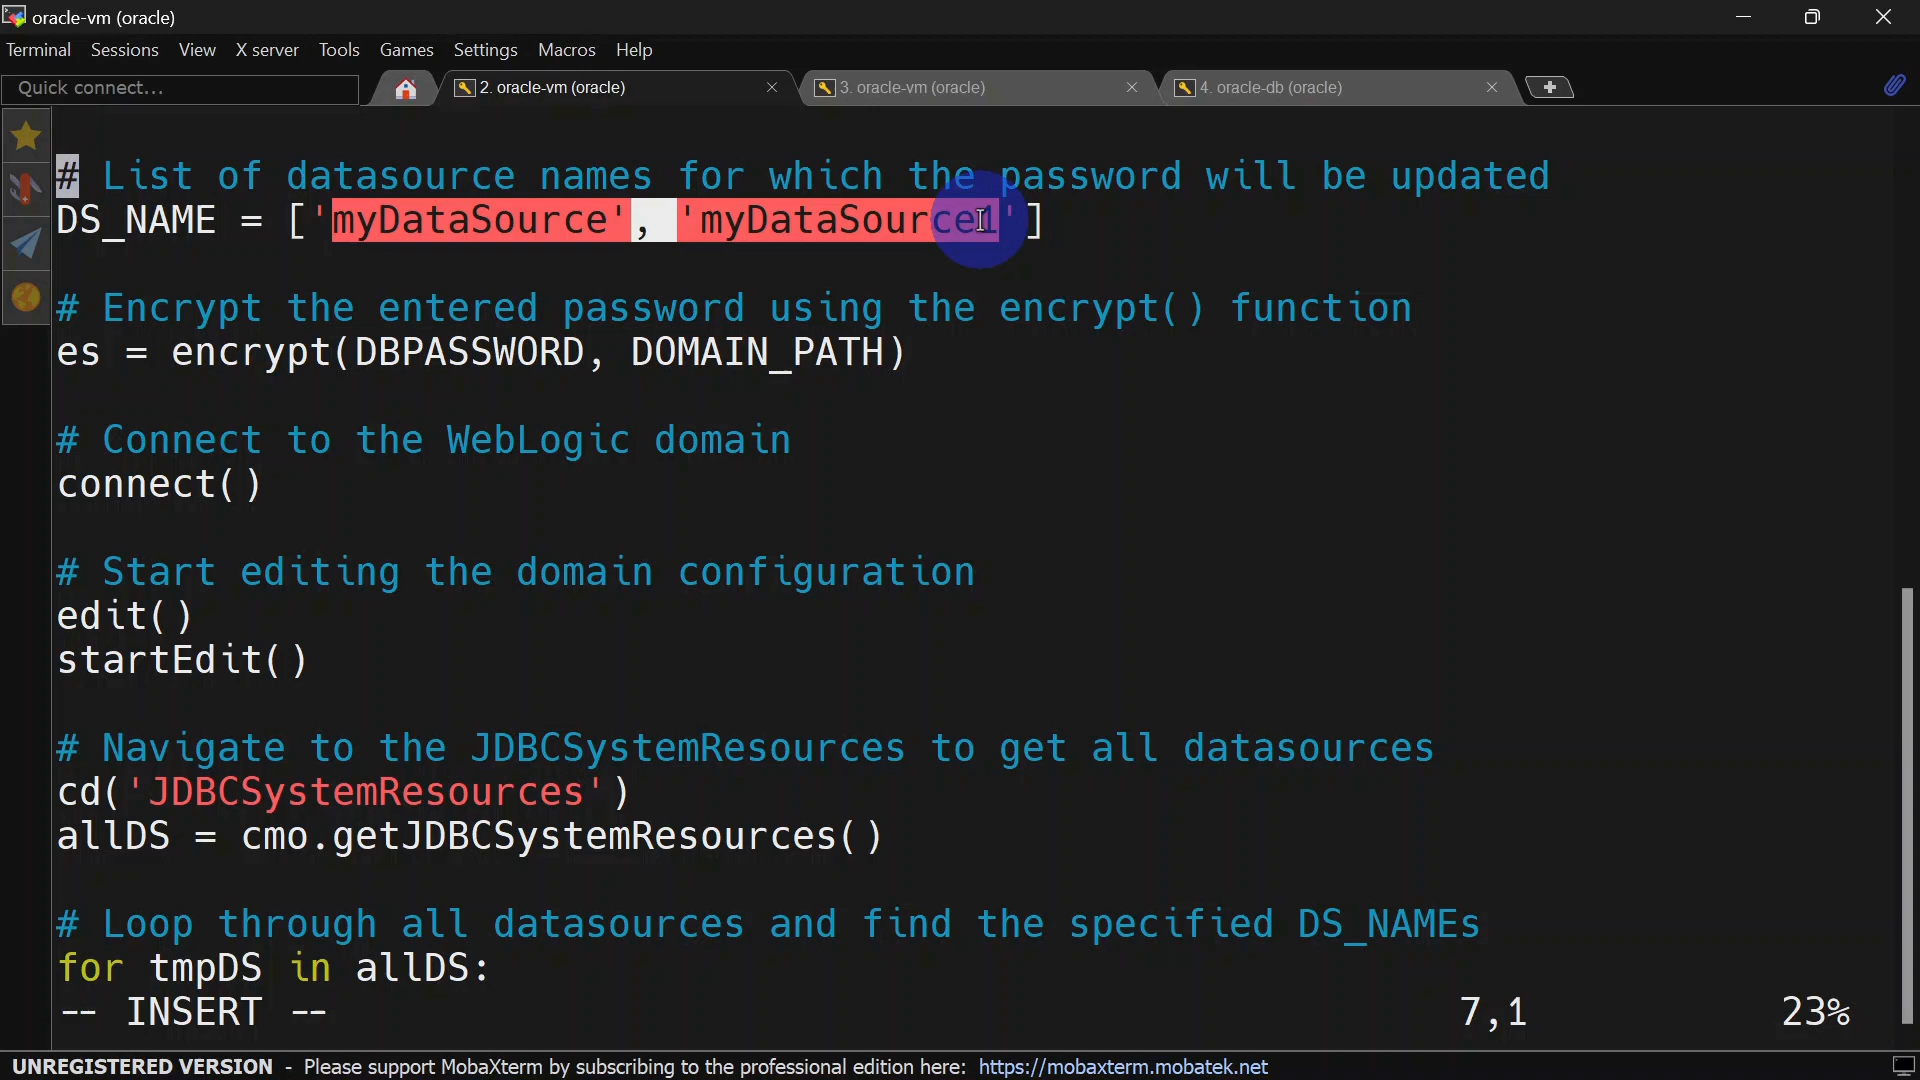 oracle-vm (oracle)
Terminal Sessions View X server Tools Games Settings Macros Help
Quick connect... 2. oracle-vm (oracle) 3. oracle-vm (oracle) 4. oracle-db (oracle)
# List of datasource names for which the password will be updated
DS_NAME = ['myDataSource', 'myDataSource1']
# Encrypt the entered password using the encrypt() function
es = encrypt(DBPASSWORD, DOMAIN_PATH)
# Connect to the WebLogic domain
connect()
# Start editing the domain configuration
edit()
startEdit()
# Navigate to the JDBCSystemResources to get all datasources
cd('JDBCSystemResources')
allDS = cmo.getJDBCSystemResources()
# Loop through all datasources and find the specified DS_NAMEs
for tmpDS in allDS:
-- INSERT -- 7,1 23%
UNREGISTERED VERSION - Please support MobaXterm by subscribing to the professional edition here: https://mobaxterm.mobatek.net